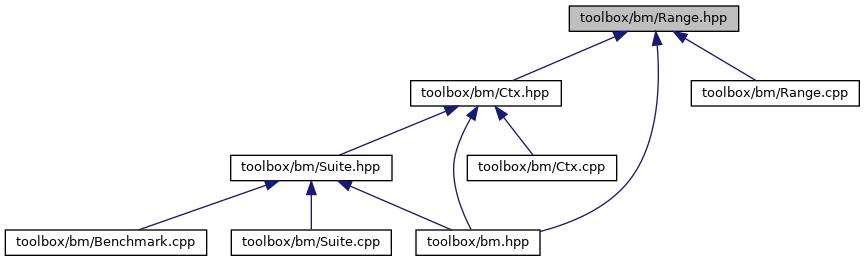 toolbox/bm/Range.hpp
toolbox/bm/Ctx.hpp
toolbox/bm/Range.cpp
toolbox/bm/Suite.hpp
toolbox/bm/Ctx.cpp
toolbox/bm/Benchmark.cpp
toolbox/bm/Suite.cpp
toolbox/bm.hpp